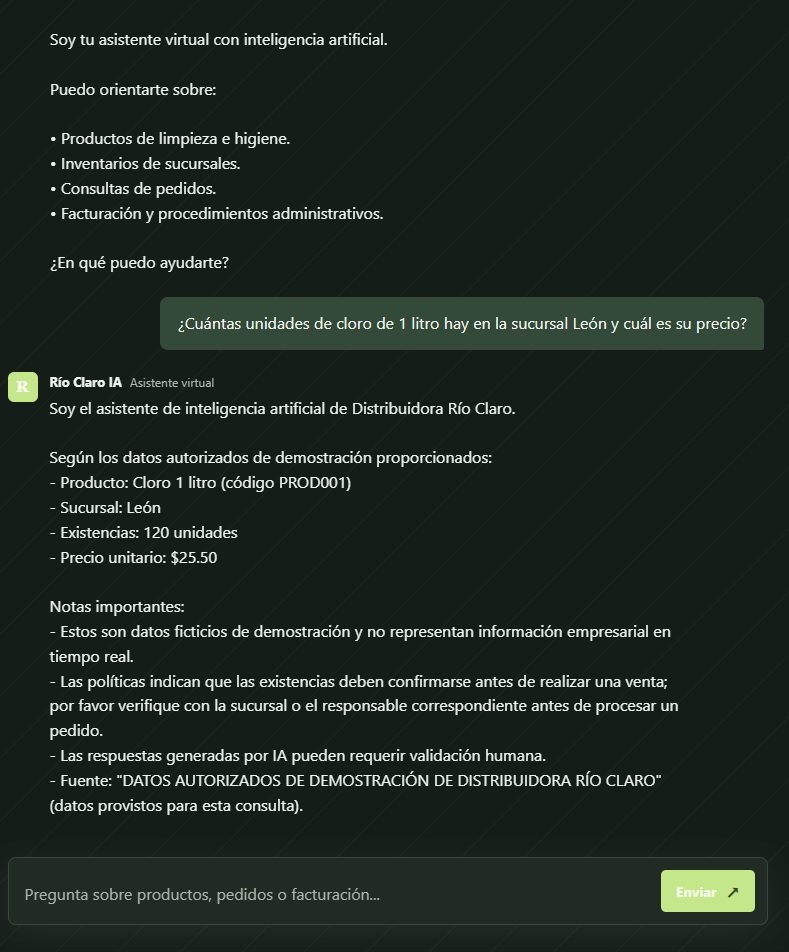 Soy tu asistente virtual con inteligencia artificial.
Puedo orientarte sobre:
• Productos de limpieza e higiene.
• Inventarios de sucursales.
• Consultas de pedidos.
• Facturación y procedimientos administrativos.
¿En qué puedo ayudarte?
¿Cuántas unidades de cloro de 1 litro hay en la sucursal León y cuál es su precio?
R
Río Claro IA Asistente virtual
Soy el asistente de inteligencia artificial de Distribuidora Río Claro.
Según los datos autorizados de demostración proporcionados:
- Producto: Cloro 1 litro (código PROD001)
- Sucursal: León
- Existencias: 120 unidades
- Precio unitario: $25.50
Notas importantes:
- Estos son datos ficticios de demostración y no representan información empresarial en
tiempo real.
- Las políticas indican que las existencias deben confirmarse antes de realizar una venta;
por favor verifique con la sucursal o el responsable correspondiente antes de procesar un
pedido.
- Las respuestas generadas por IA pueden requerir validación humana.
- Fuente: "DATOS AUTORIZADOS DE DEMOSTRACIÓN DE DISTRIBUIDORA RÍO CLARO"
(datos provistos para esta consulta).
Pregunta sobre productos, pedidos o facturación...
Enviar ↗